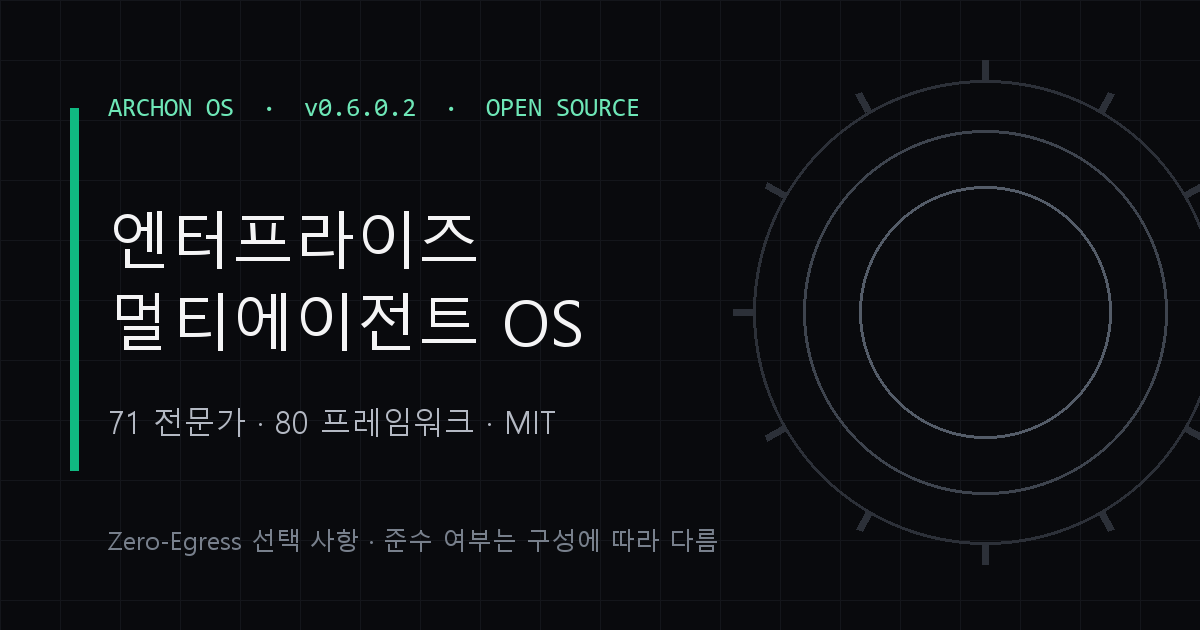 ARCHON OS · v0.6.0.2 · OPEN SOURCE
엔터프라이즈
멀티에이전트 OS
71 전문가 · 80 프레임워크 · MIT
Zero-Egress 선택 사항 · 준수 여부는 구성에 따라 다름